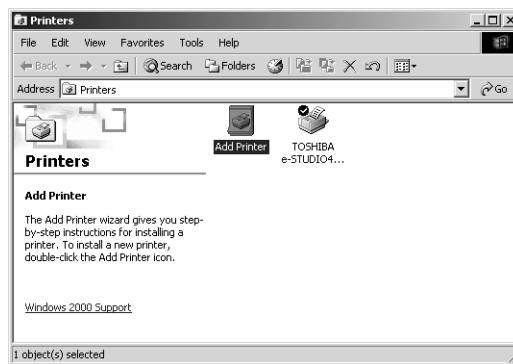 Printers
File Edit View Favorites Tools Help
Back Search Folders
Address Printers Go
Printers
Add Printer
The Add Printer wizard gives you step-
by-step instructions for installing a
printer. To install a new printer,
double-click the Add Printer icon.
Windows 2000 Support
Add Printer
TOSHIBA
e-STUDIO4...
1 object(s) selected